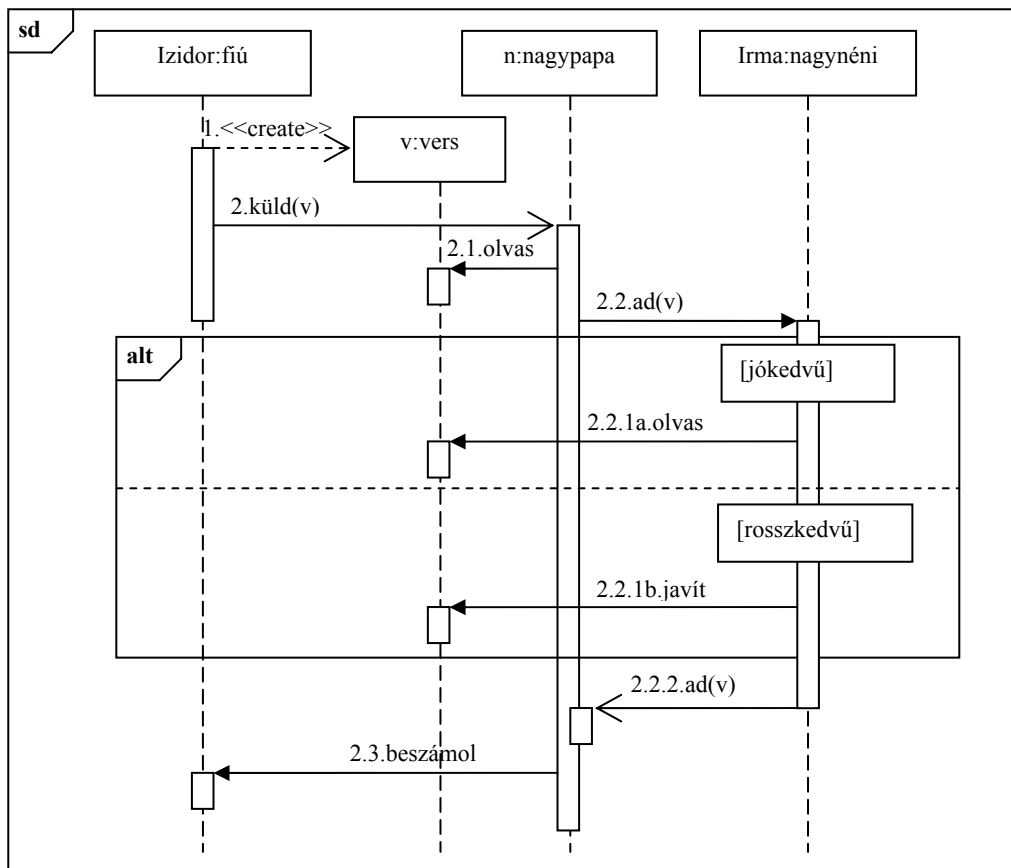 sd
Izidor:fiú
n:nagypapa
Irma:nagynéni
1.<<create>>
v:vers
2.küld(v)
2.1.olvas
2.2.ad(v)
alt
[jókedvű]
2.2.1a.olvas
[rosszkedvű]
2.2.1b.javít
2.2.2.ad(v)
2.3.beszámol